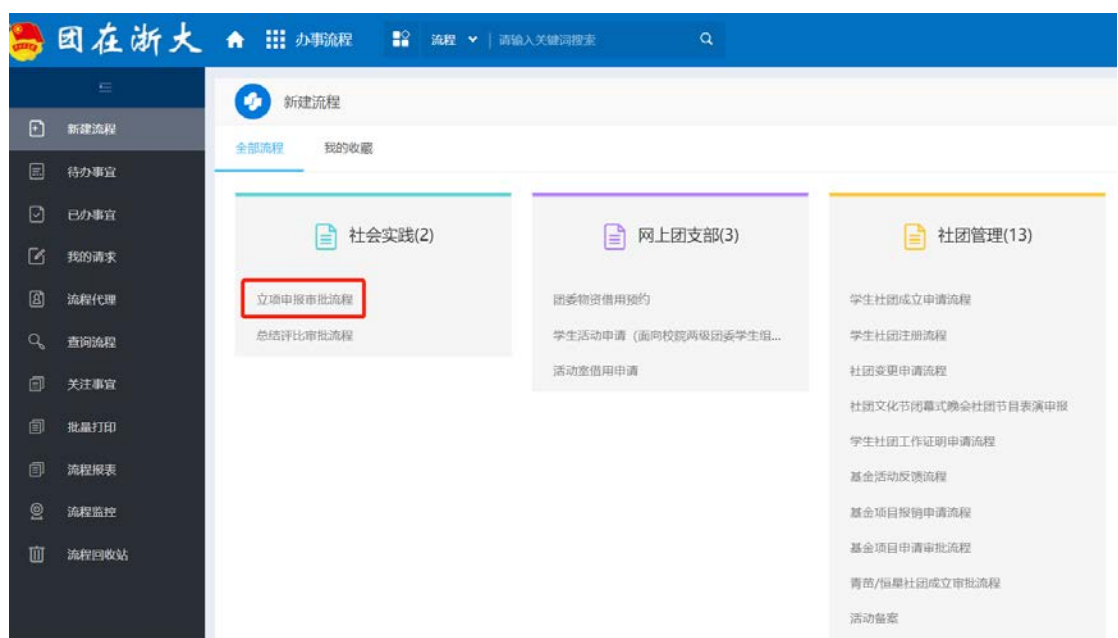 团在浙大
办事流程
流程
请输入关键词搜索
新建流程
待办事宜
已办事宜
我的请求
流程代理
查询流程
关注事宜
批量打印
流程报表
流程监控
流程回收站
新建流程
全部流程
我的收藏
社会实践(2)
立项申报审批流程
总结评比审批流程
网上团支部(3)
团委物资借用预约
学生活动申请（面向校院两级团委学生组...
活动室借用申请
社团管理(13)
学生社团成立申请流程
学生社团注册流程
社团变更申请流程
社团文化节闭幕式晚会社团节目表演申报
学生社团工作证明申请流程
基金活动反馈流程
基金项目报销申请流程
基金项目申请审批流程
青苗/恒星社团成立审批流程
活动备案